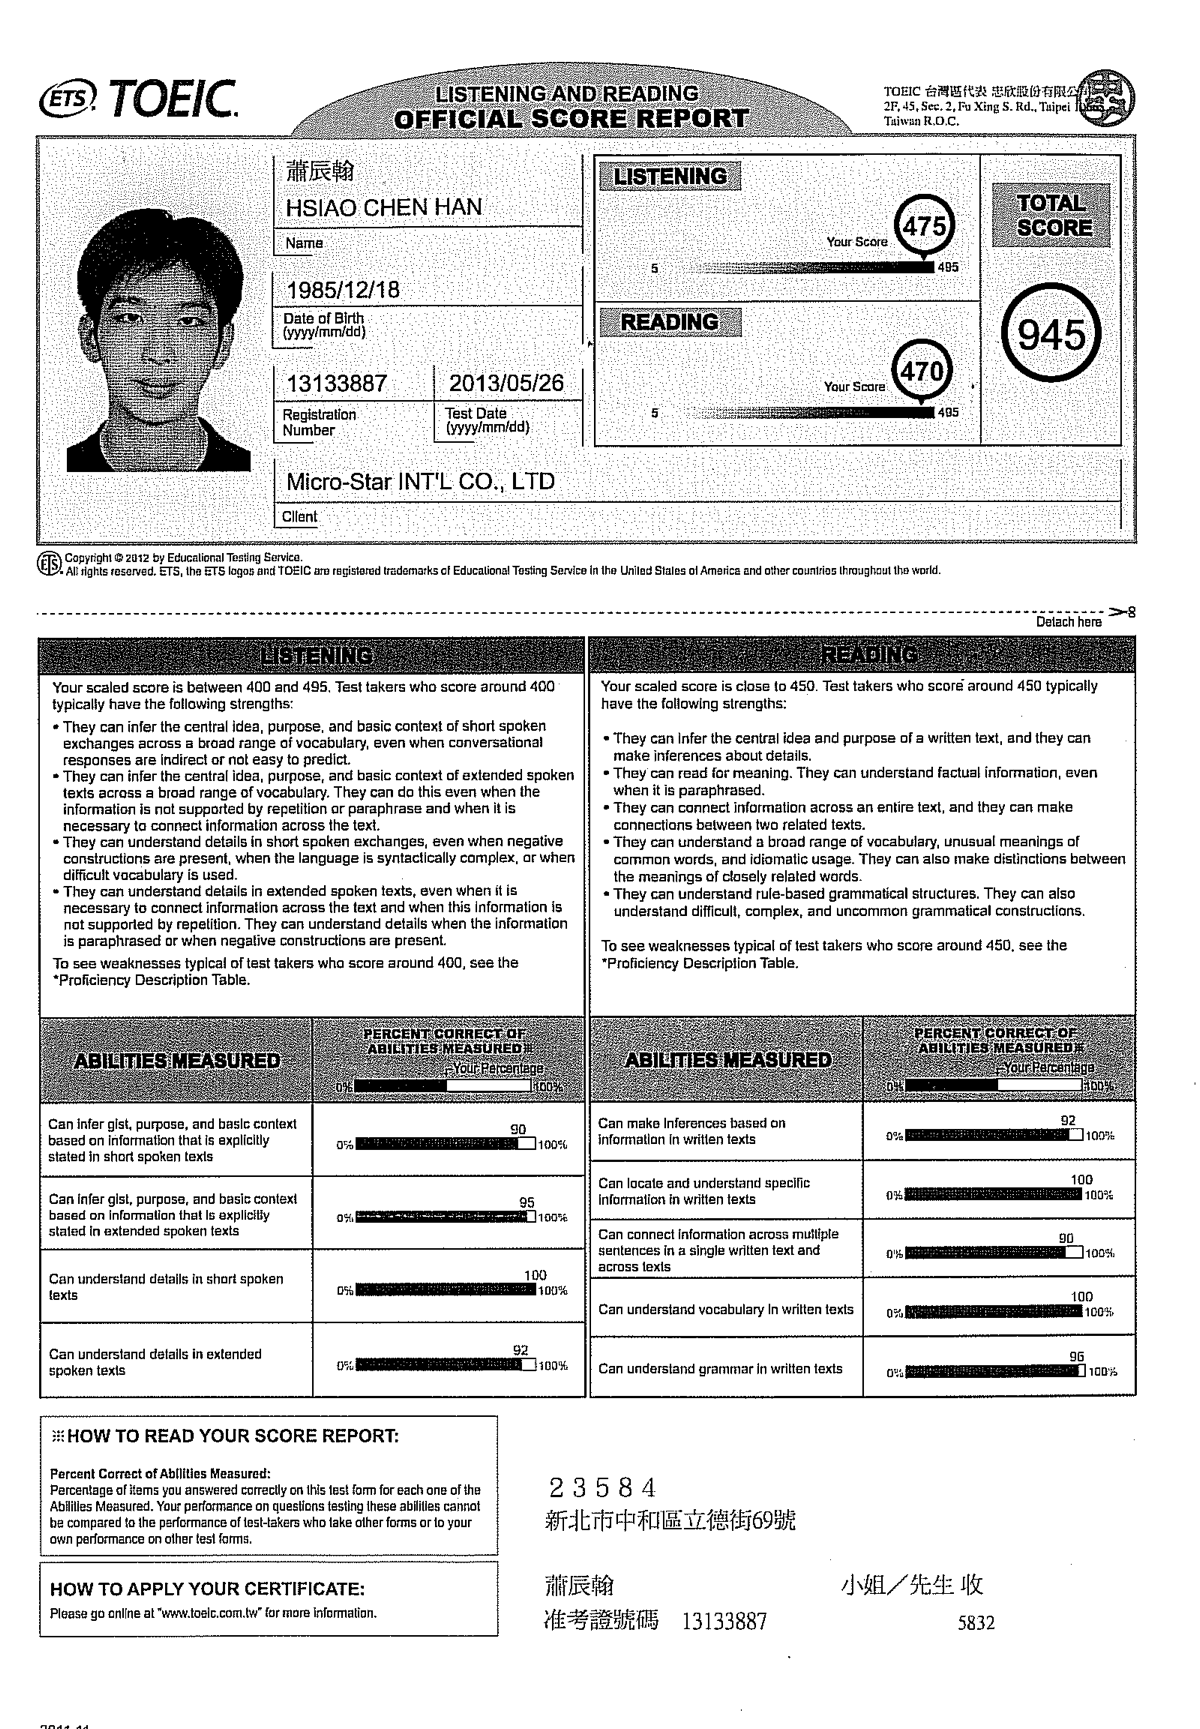 ETS. TOEIC.
LISTENING AND READING
OFFICIAL SCORE REPORT
TOEIC 台灣區代表 忠欣股份有限公司
2F, 45, Sec. 2, Fu Xing S. Rd., Taipei
Taiwan R.O.C.
蕭辰翰
HSIAO CHEN HAN
Name
1985/12/18
Date of Birth
(yyyy/mm/dd)
13133887
Registration
Number
2013/05/26
Test Date
(yyyy/mm/dd)
Micro-Star INT'L CO., LTD
Client
LISTENING
475
Your Score
5 495
READING
470
Your Score
5 495
TOTAL
SCORE
945
ETS Copyright © 2012 by Educational Testing Service.
All rights reserved. ETS, the ETS logos and TOEIC are registered trademarks of Educational Testing Service in the United States of America and other countries throughout the world.
Detach here
LISTENING
Your scaled score is between 400 and 495. Test takers who score around 400
typically have the following strengths:
• They can infer the central idea, purpose, and basic context of short spoken
exchanges across a broad range of vocabulary, even when conversational
responses are indirect or not easy to predict.
• They can infer the central idea, purpose, and basic context of extended spoken
texts across a broad range of vocabulary. They can do this even when the
information is not supported by repetition or paraphrase and when it is
necessary to connect information across the text.
• They can understand details in short spoken exchanges, even when negative
constructions are present, when the language is syntactically complex, or when
difficult vocabulary is used.
• They can understand details in extended spoken texts, even when it is
necessary to connect information across the text and when this information is
not supported by repetition. They can understand details when the information
is paraphrased or when negative constructions are present.
To see weaknesses typical of test takers who score around 400, see the
*Proficiency Description Table.
READING
Your scaled score is close to 450. Test takers who score around 450 typically
have the following strengths:
• They can infer the central idea and purpose of a written text, and they can
make inferences about details.
• They can read for meaning. They can understand factual information, even
when it is paraphrased.
• They can connect information across an entire text, and they can make
connections between two related texts.
• They can understand a broad range of vocabulary, unusual meanings of
common words, and idiomatic usage. They can also make distinctions between
the meanings of closely related words.
• They can understand rule-based grammatical structures. They can also
understand difficult, complex, and uncommon grammatical constructions.
To see weaknesses typical of test takers who score around 450, see the
*Proficiency Description Table.
ABILITIES MEASURED
PERCENT CORRECT OF
ABILITIES MEASURED※
Your Percentage
0% 100%
Can infer gist, purpose, and basic context
based on information that is explicitly
stated in short spoken texts
90
0% 100%
Can infer gist, purpose, and basic context
based on information that is explicitly
stated in extended spoken texts
95
0% 100%
Can understand details in short spoken
texts
100
0% 100%
Can understand details in extended
spoken texts
92
0% 100%
ABILITIES MEASURED
PERCENT CORRECT OF
ABILITIES MEASURED※
Your Percentage
0% 100%
Can make inferences based on
information in written texts
92
0% 100%
Can locate and understand specific
information in written texts
100
0% 100%
Can connect information across multiple
sentences in a single written text and
across texts
90
0% 100%
Can understand vocabulary in written texts
100
0% 100%
Can understand grammar in written texts
96
0% 100%
※HOW TO READ YOUR SCORE REPORT:
Percent Correct of Abilities Measured:
Percentage of items you answered correctly on this test form for each one of the
Abilities Measured. Your performance on questions testing these abilities cannot
be compared to the performance of test-takers who take other forms or to your
own performance on other test forms.
HOW TO APPLY YOUR CERTIFICATE:
Please go online at "www.toeic.com.tw" for more information.
23584
新北市中和區立德街69號
蕭辰翰 小姐／先生 收
准考證號碼 13133887
5832